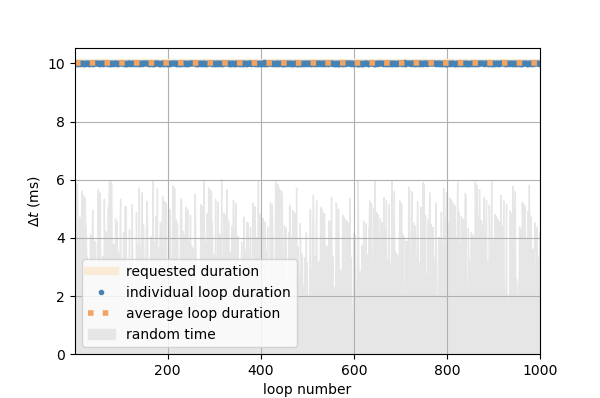 10
8
6
4
2
0
Δt (ms)
requested duration
individual loop duration
average loop duration
random time
200
400
600
800
1000
loop number